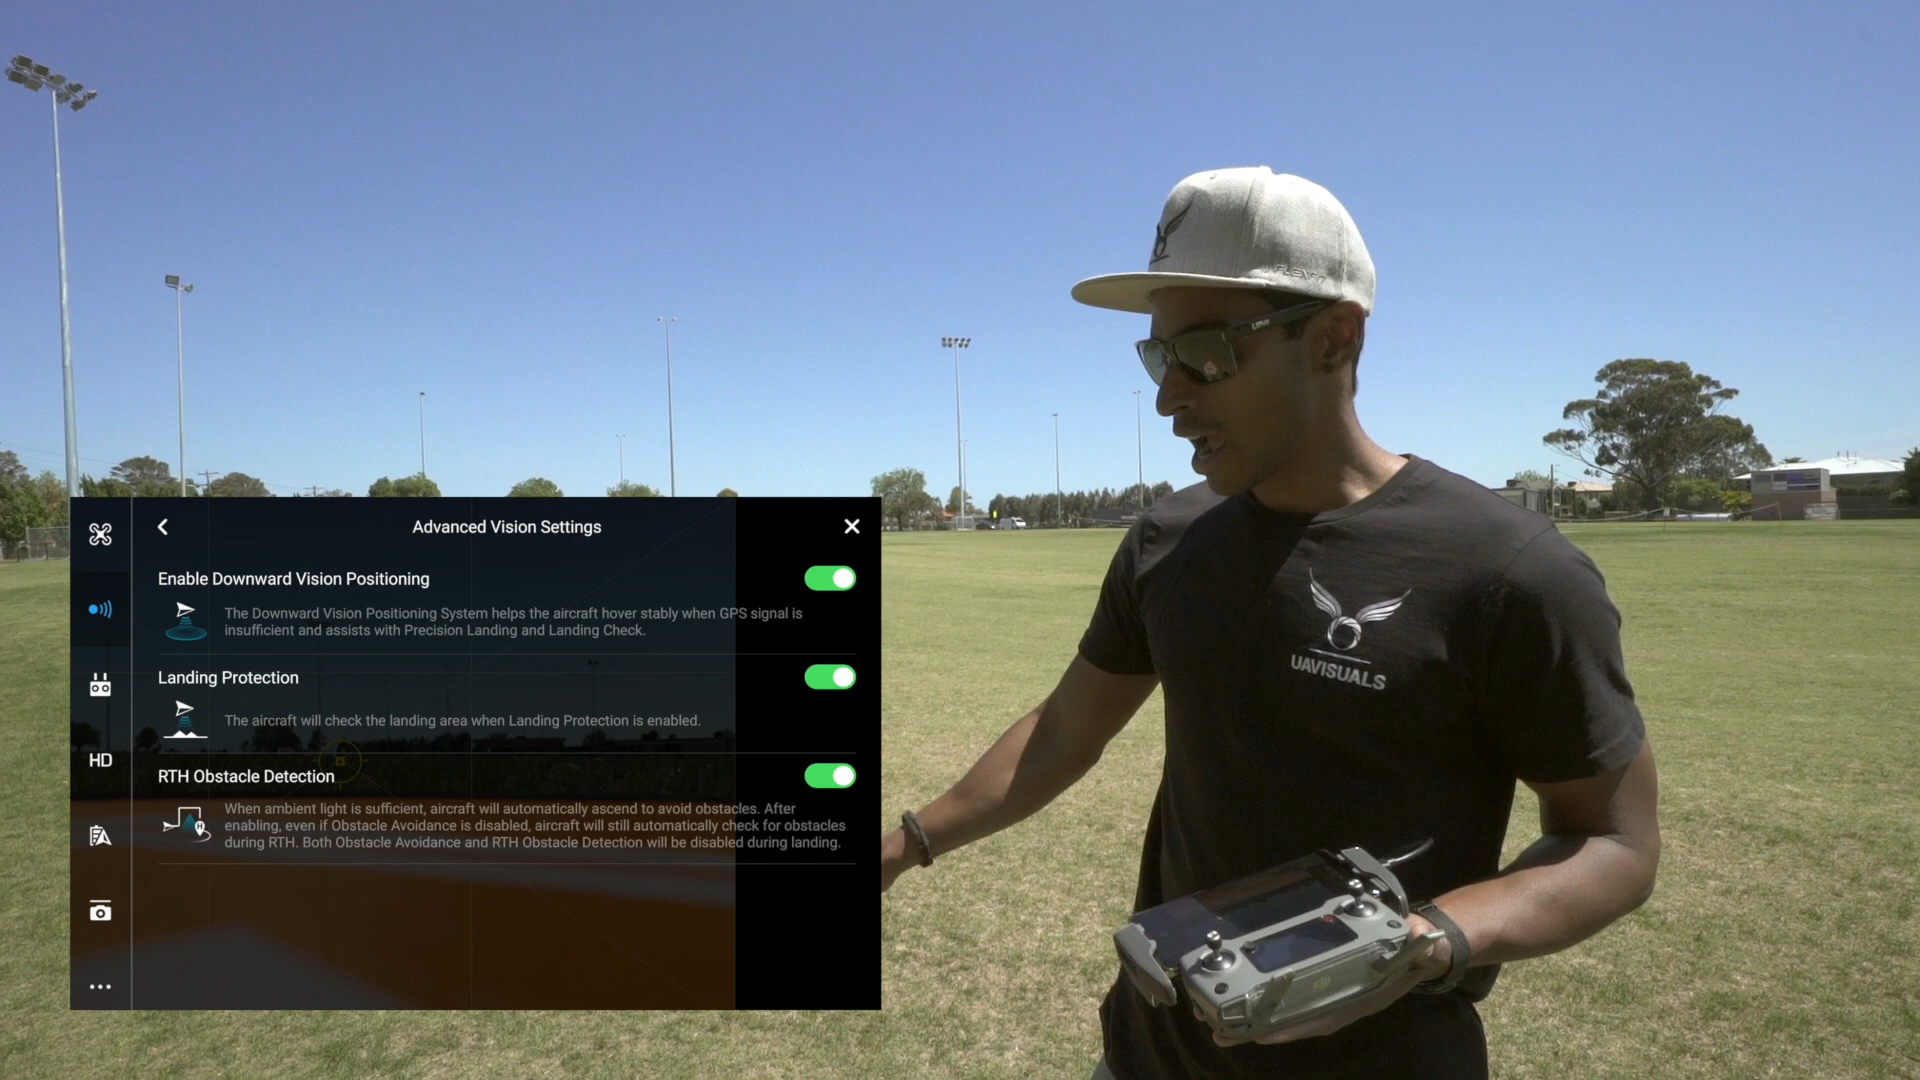 FLEXFIT
Advanced Vision Settings
Enable Downward Vision Positioning
The Downward Vision Positioning System helps the aircraft hover stably when GPS signal is
insufficient and assists with Precision Landing and Landing Check.
Landing Protection
The aircraft will check the landing area when Landing Protection is enabled.
HD
RTH Obstacle Detection
When ambient light is sufficient, aircraft will automatically ascend to avoid obstacles. After
enabling, even if Obstacle Avoidance is disabled, aircraft will still automatically check for obstacles
during RTH. Both Obstacle Avoidance and RTH Obstacle Detection will be disabled during landing.
UAVISUALS